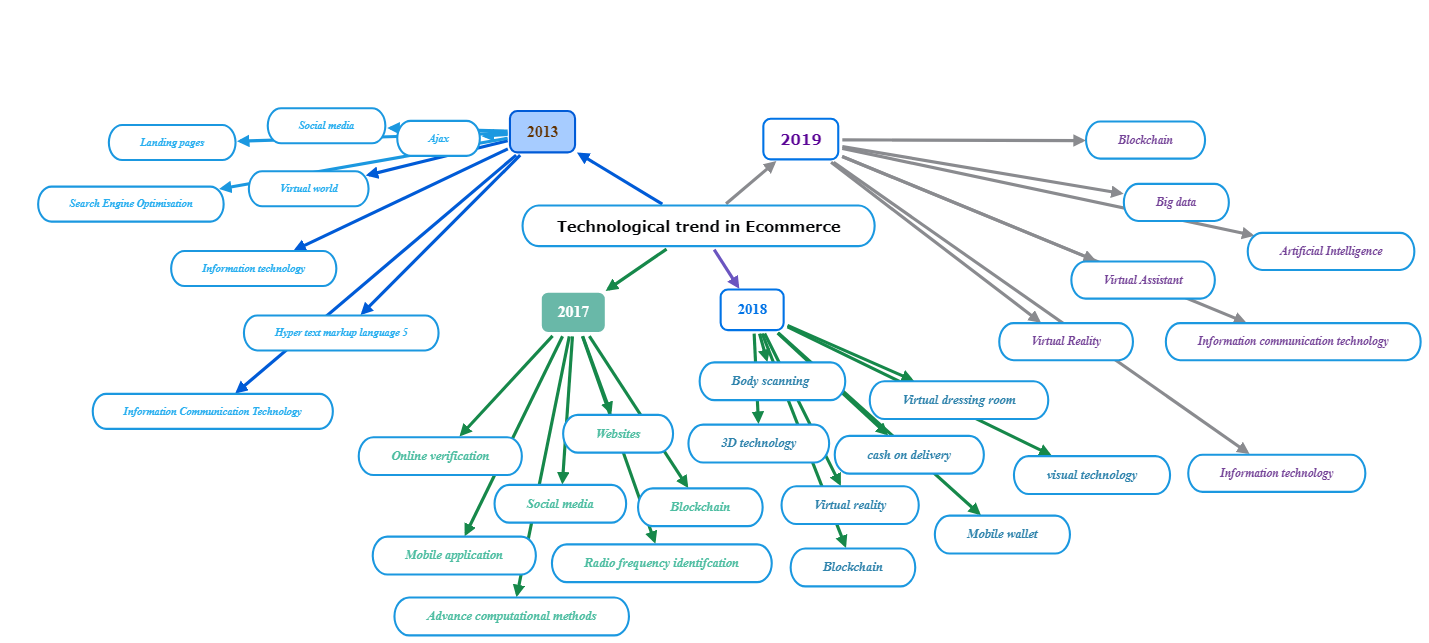 Social media
2013
2019
Ajax
Landing pages
Blockchain
Virtual world
Search Engine Optimisation
Big data
Technological trend in Ecommerce
Artificial Intelligence
Information technology
Virtual Assistant
2017
2018
Hyper text markup language 5
Virtual Reality
Information communication technology
Body scanning
Virtual dressing room
Information Communication Technology
Websites
3D technology
Online verification
cash on delivery
visual technology
Information technology
Social media
Blockchain
Virtual reality
Mobile wallet
Mobile application
Radio frequency identifcation
Blockchain
Advance computational methods